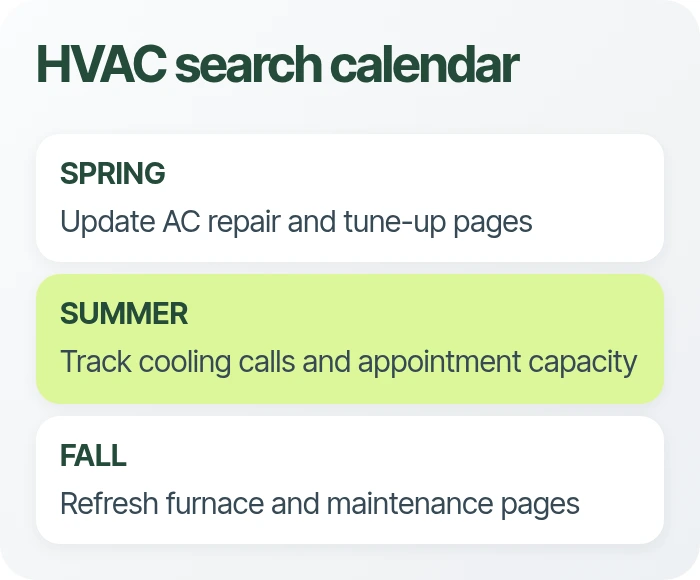 HVAC search calendar
SPRING
Update AC repair and tune-up pages
SUMMER
Track cooling calls and appointment capacity
FALL
Refresh furnace and maintenance pages